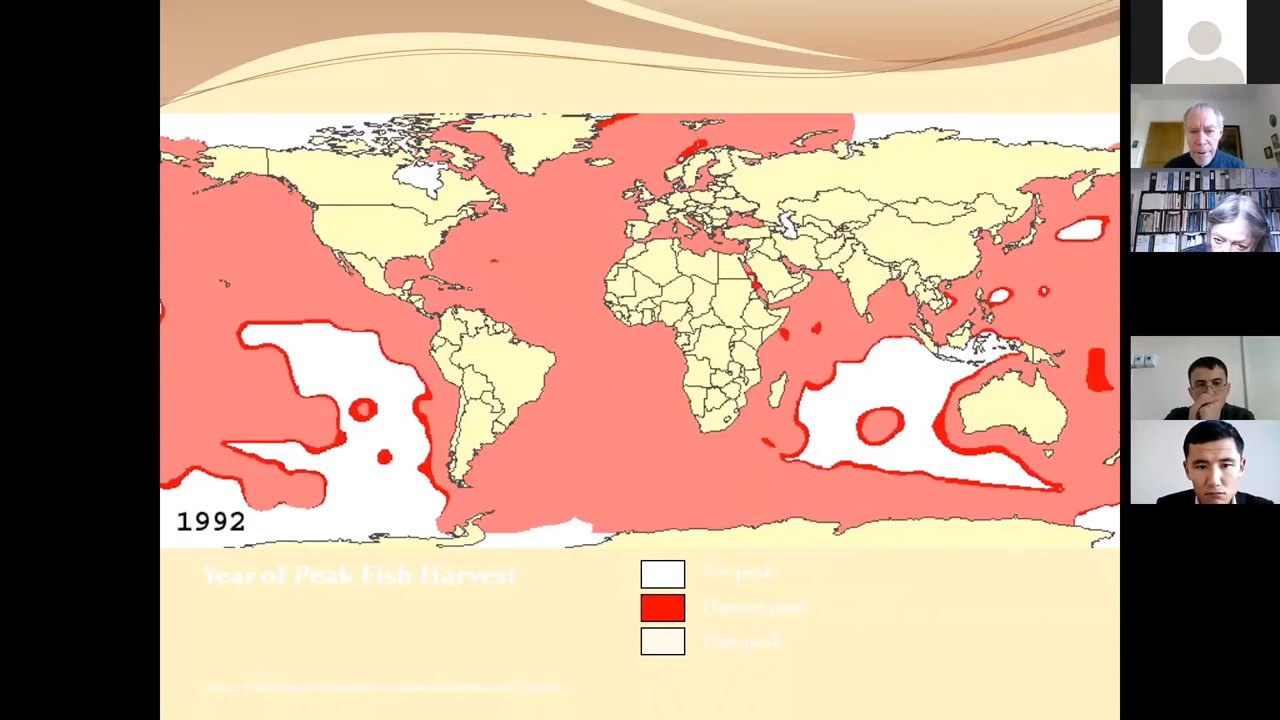 1992
Year of Peak Fish Harvest
Pre-peak
Harvest peak
Post-peak